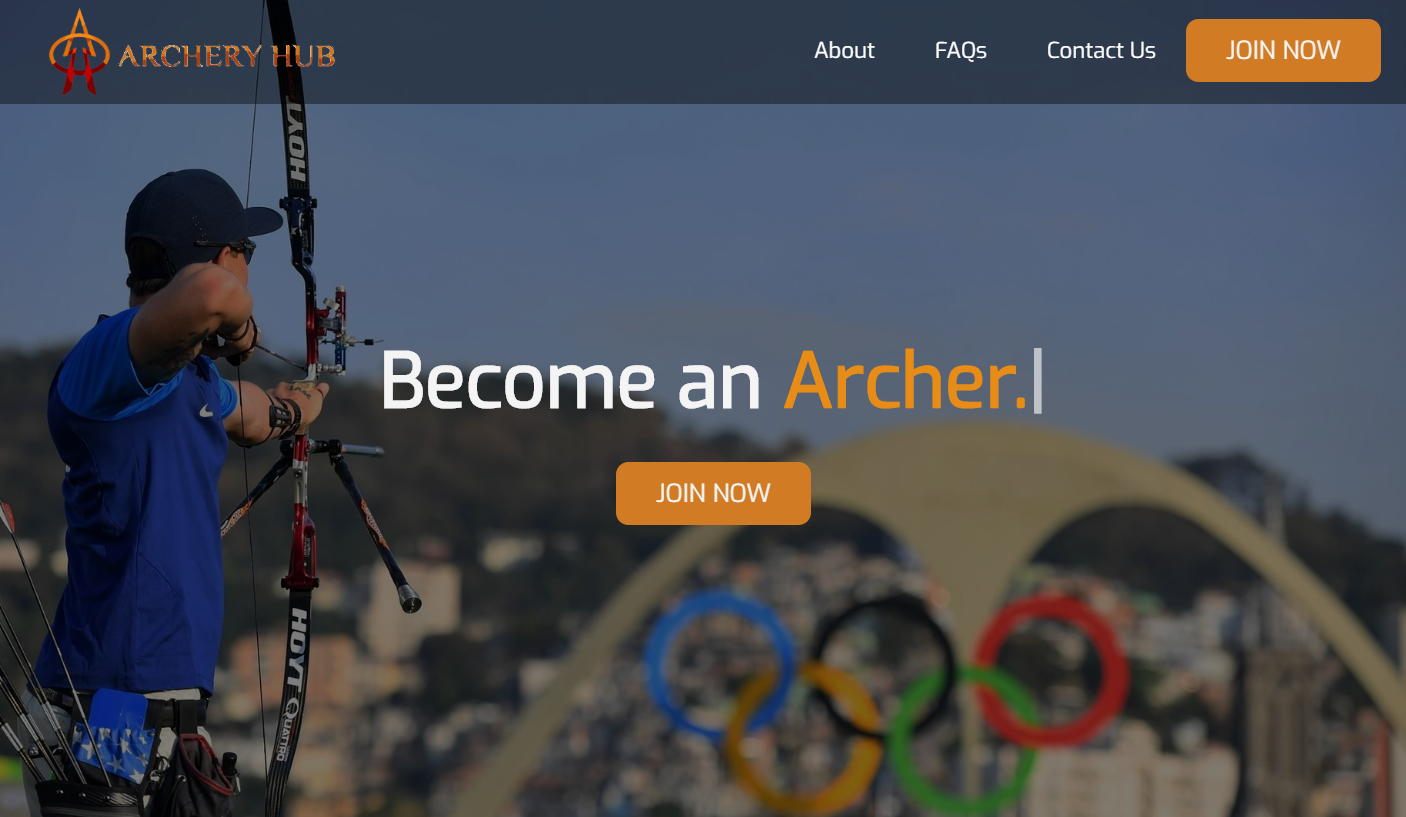 ARCHERY HUB
About
FAQs
Contact Us
JOIN NOW
HOYT
Become an Archer.
JOIN NOW
HOYT QUATTRO